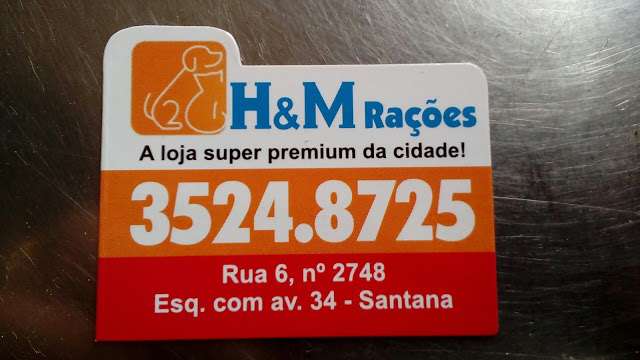 H&M Rações
A loja super premium da cidade!
3524.8725
Rua 6, nº 2748
Esq. com av. 34 - Santana